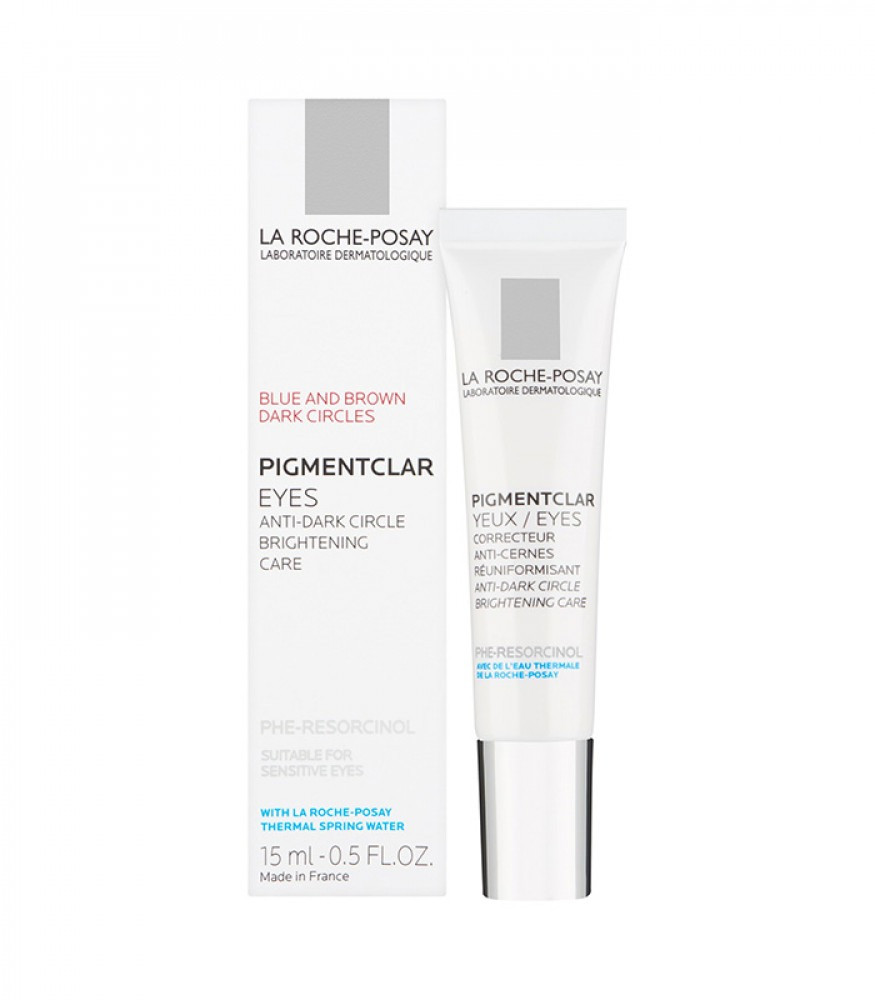 LA ROCHE-POSAY
LABORATOIRE DERMATOLOGIQUE
BLUE AND BROWN
DARK CIRCLES
PIGMENTCLAR
EYES
ANTI-DARK CIRCLE
BRIGHTENING
CARE
PHE-RESORCINOL
SUITABLE FOR
SENSITIVE EYES
WITH LA ROCHE-POSAY
THERMAL SPRING WATER
15 ml - 0.5 FL.OZ.
Made in France
LA ROCHE-POSAY
LABORATOIRE DERMATOLOGIQUE
PIGMENTCLAR
YEUX / EYES
CORRECTEUR
ANTI-CERNES
RÉUNIFORMISANT
ANTI-DARK CIRCLE
BRIGHTENING CARE
PHE-RESORCINOL
AVEC DE L'EAU THERMALE
DE LA ROCHE-POSAY